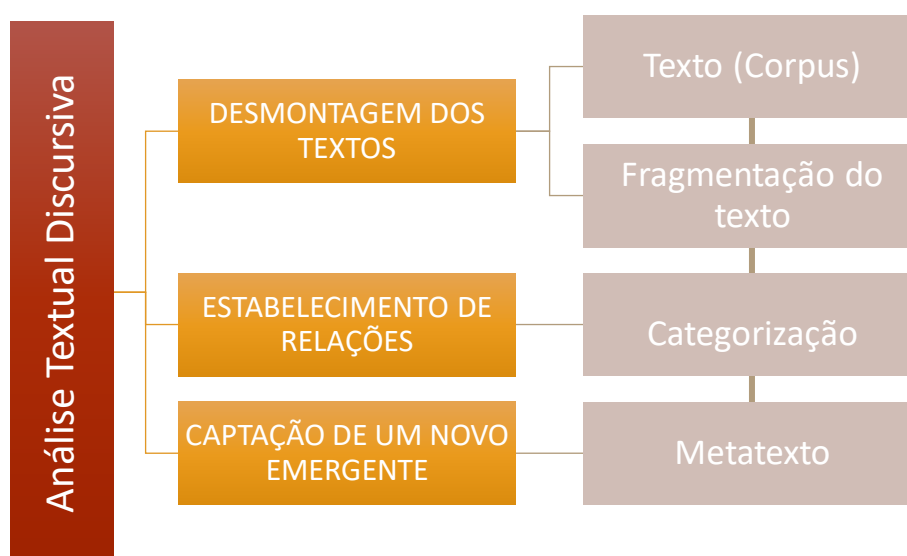 Análise Textual Discursiva
DESMONTAGEM DOS
TEXTOS
Texto (Corpus)
Fragmentação do
texto
ESTABELECIMENTO DE
RELAÇÕES
Categorização
CAPTAÇÃO DE UM NOVO
EMERGENTE
Metatexto